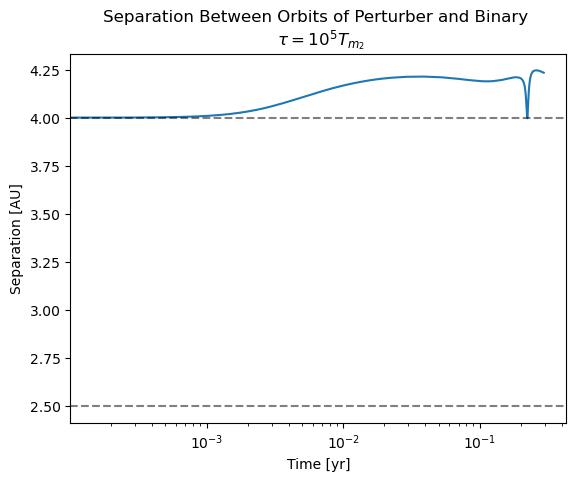 Separation Between Orbits of Perturber and Binary
τ = 10⁵T_{m₂}
4.25
4.00
3.75
3.50
3.25
3.00
2.75
2.50
Separation [AU]
10⁻³ 10⁻² 10⁻¹
Time [yr]